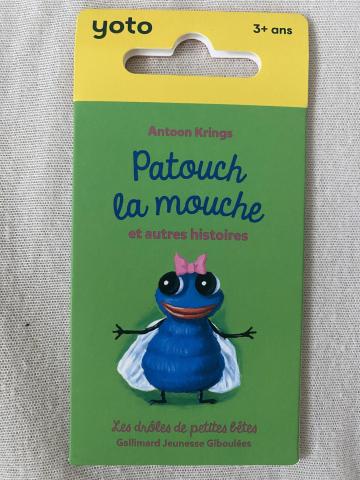 yoto
3+ ans
Antoon Krings
Patouch
la mouche
et autres histoires
Les drôles de petites bêtes
Gallimard Jeunesse Giboulées